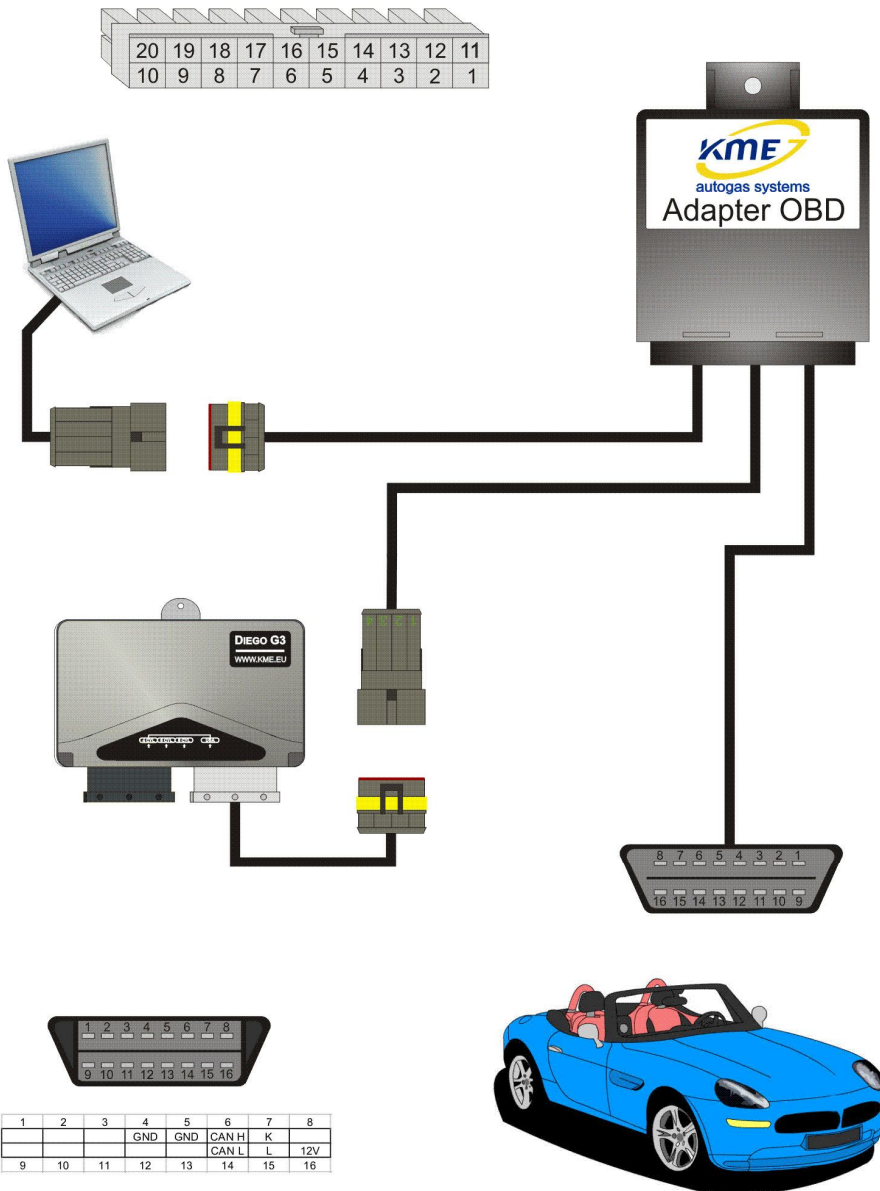 20 19 18 17 16 15 14 13 12 11
10 9 8 7 6 5 4 3 2 1
KME
autogas systems
Adapter OBD
DIEGO G3
WWW.KME.EU
4 3 2 1
8 7 6 5 4 3 2 1
16 15 14 13 12 11 10 9
1 2 3 4 5 6 7 8
9 10 11 12 13 14 15 16
1 2 3 4 5 6 7 8
GND GND CAN H K
CAN L L 12V
9 10 11 12 13 14 15 16